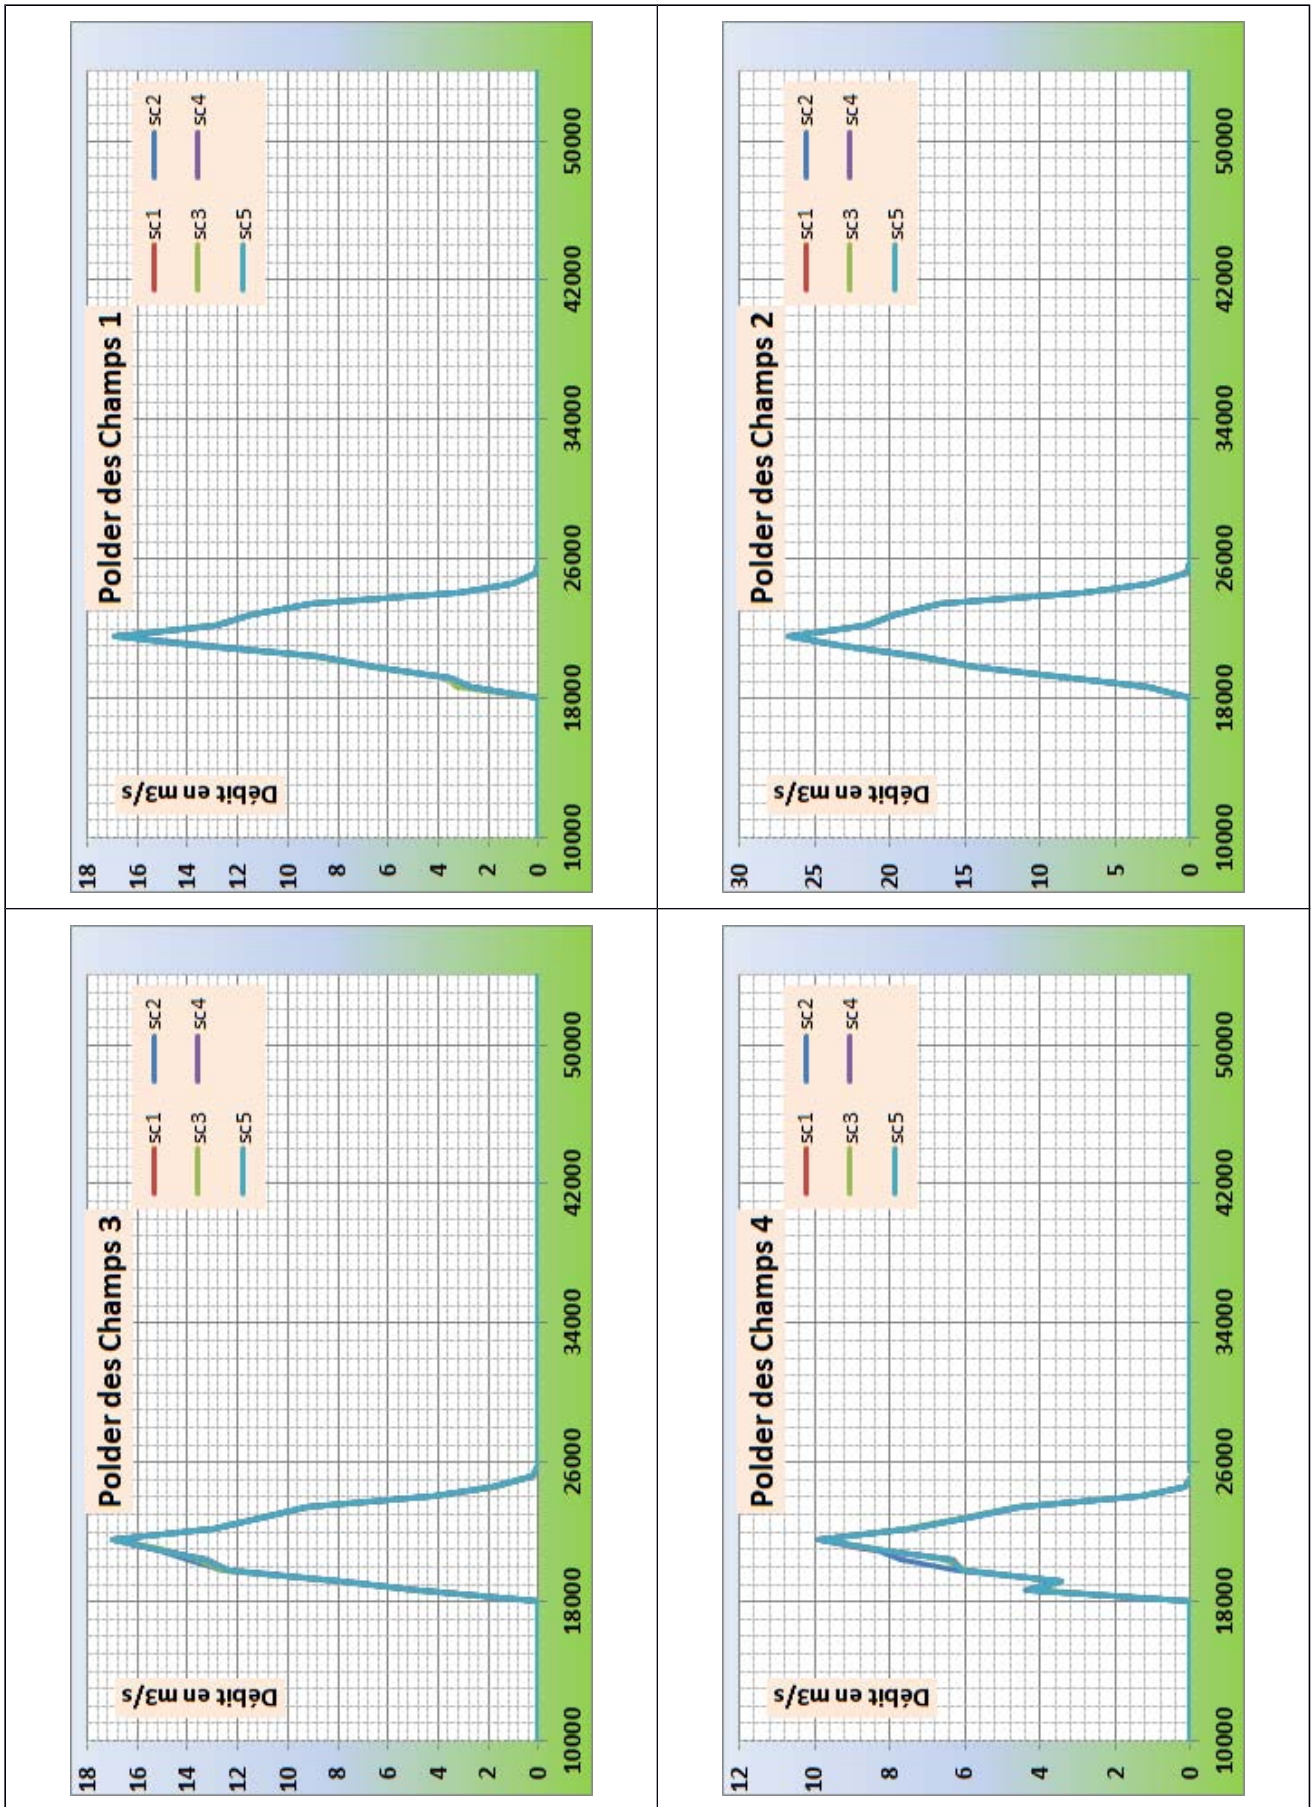 Polder des Champs 1
Débit en m3/s
sc1 sc2
sc3 sc4
sc5
18
16
14
12
10
8
6
4
2
0
10000 18000 26000 34000 42000 50000
Polder des Champs 2
Débit en m3/s
sc1 sc2
sc3 sc4
sc5
30
25
20
15
10
5
0
10000 18000 26000 34000 42000 50000
Polder des Champs 3
Débit en m3/s
sc1 sc2
sc3 sc4
sc5
18
16
14
12
10
8
6
4
2
0
10000 18000 26000 34000 42000 50000
Polder des Champs 4
Débit en m3/s
sc1 sc2
sc3 sc4
sc5
12
10
8
6
4
2
0
10000 18000 26000 34000 42000 50000